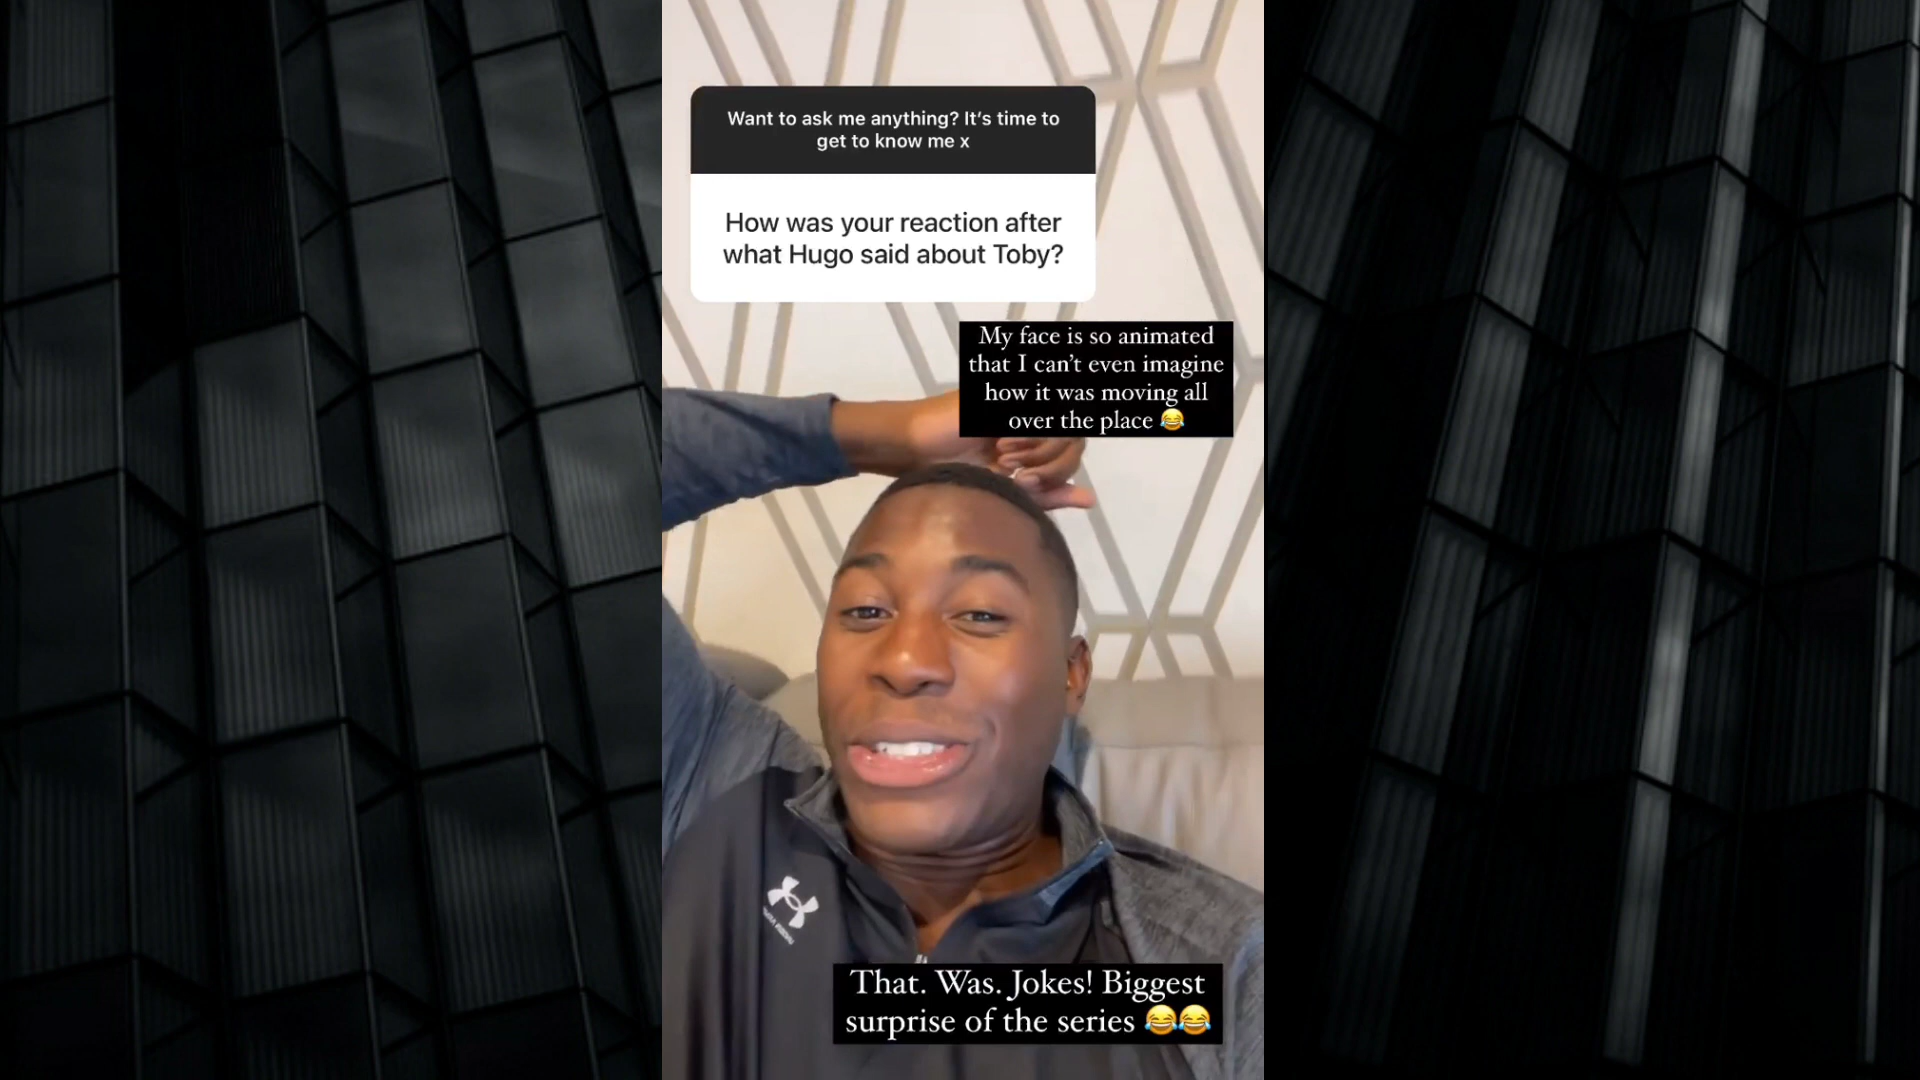 Want to ask me anything? It's time to
get to know me x
How was your reaction after
what Hugo said about Toby?
My face is so animated
that I can't even imagine
how it was moving all
over the place 😂
UNDER ARMOUR
That. Was. Jokes! Biggest
surprise of the series 😂😂